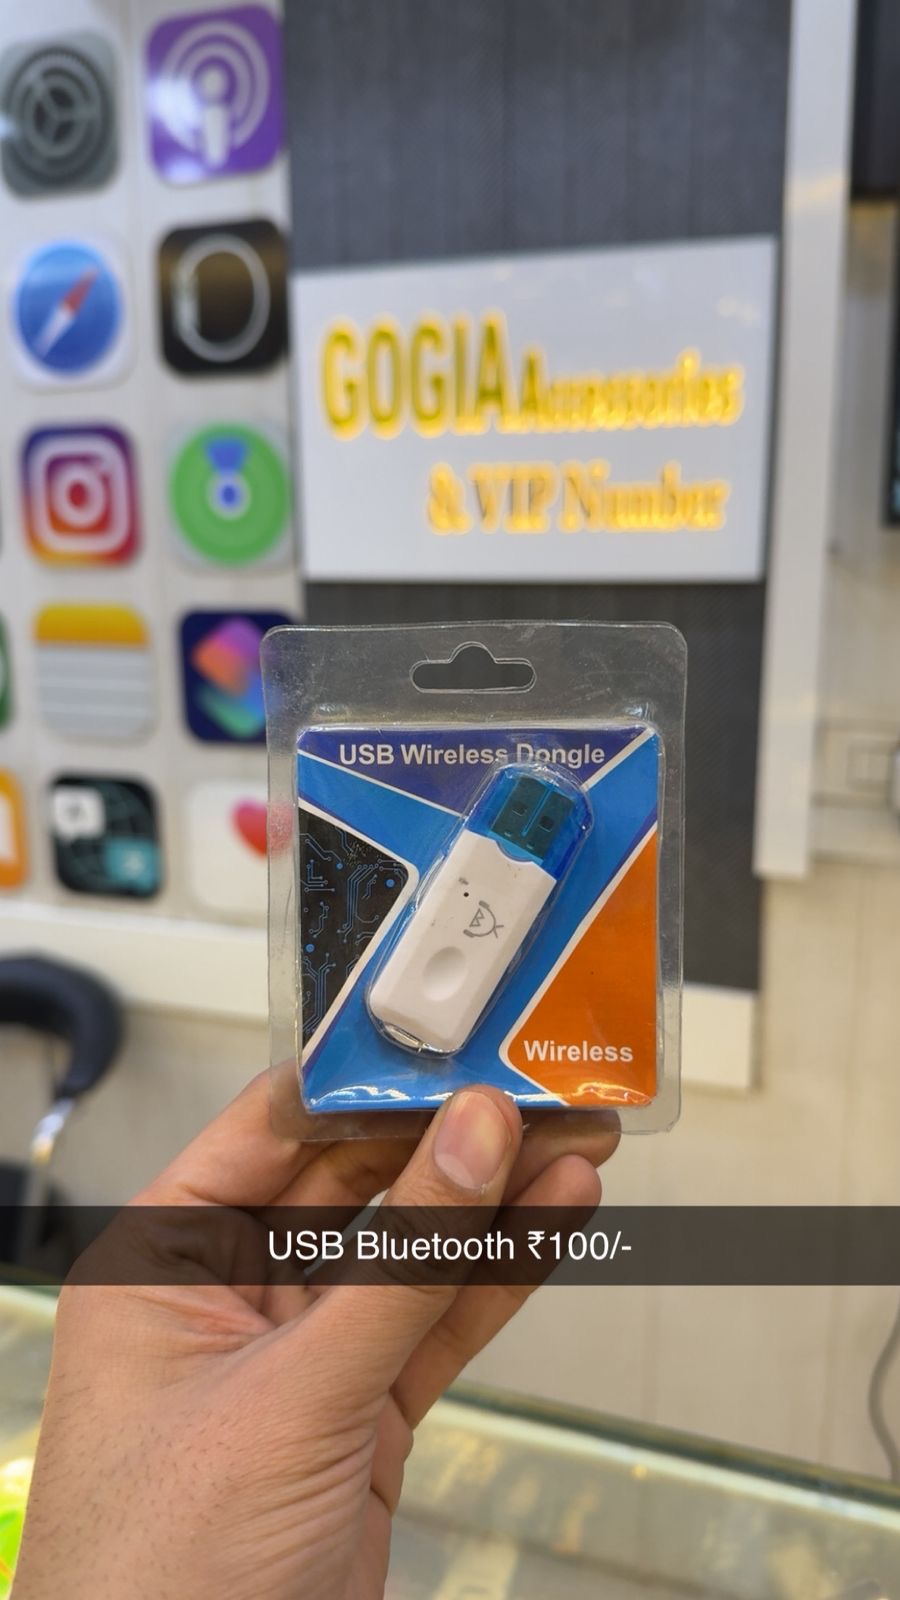 GOGIA Accessories
& VIP Number
USB Wireless Dongle
Wireless
USB Bluetooth ₹100/-